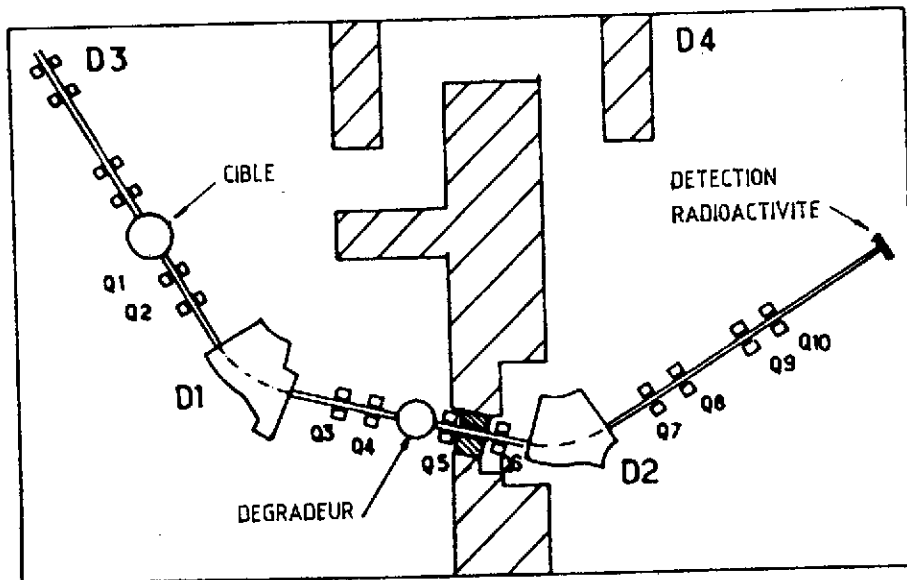 D3
D4
CIBLE
DETECTION
RADIOACTIVITE
Q1
Q2
Q10
Q9
D1
Q8
Q3
Q7
Q4
Q5
Q6
D2
DEGRADEUR